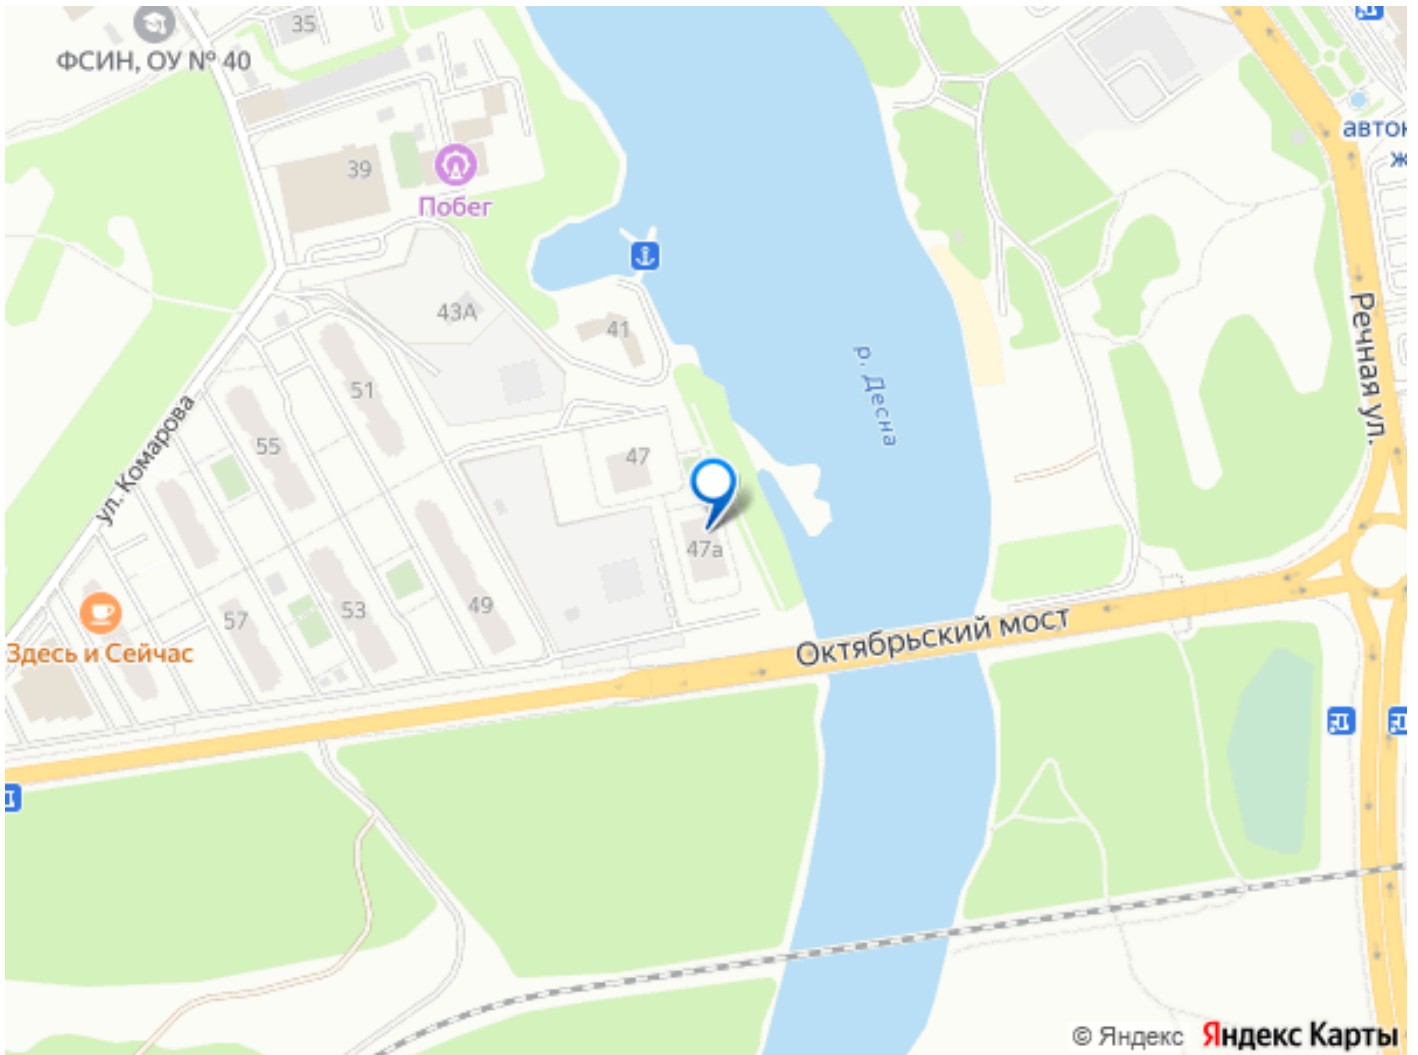 35
ФСИН, ОУ № 40
39
Побег
43А
41
51
55
47
47а
49
53
57
ул. Комарова
Здесь и Сейчас
р. Десна
Речная ул.
Октябрьский мост
© Яндекс Яндекс Карты